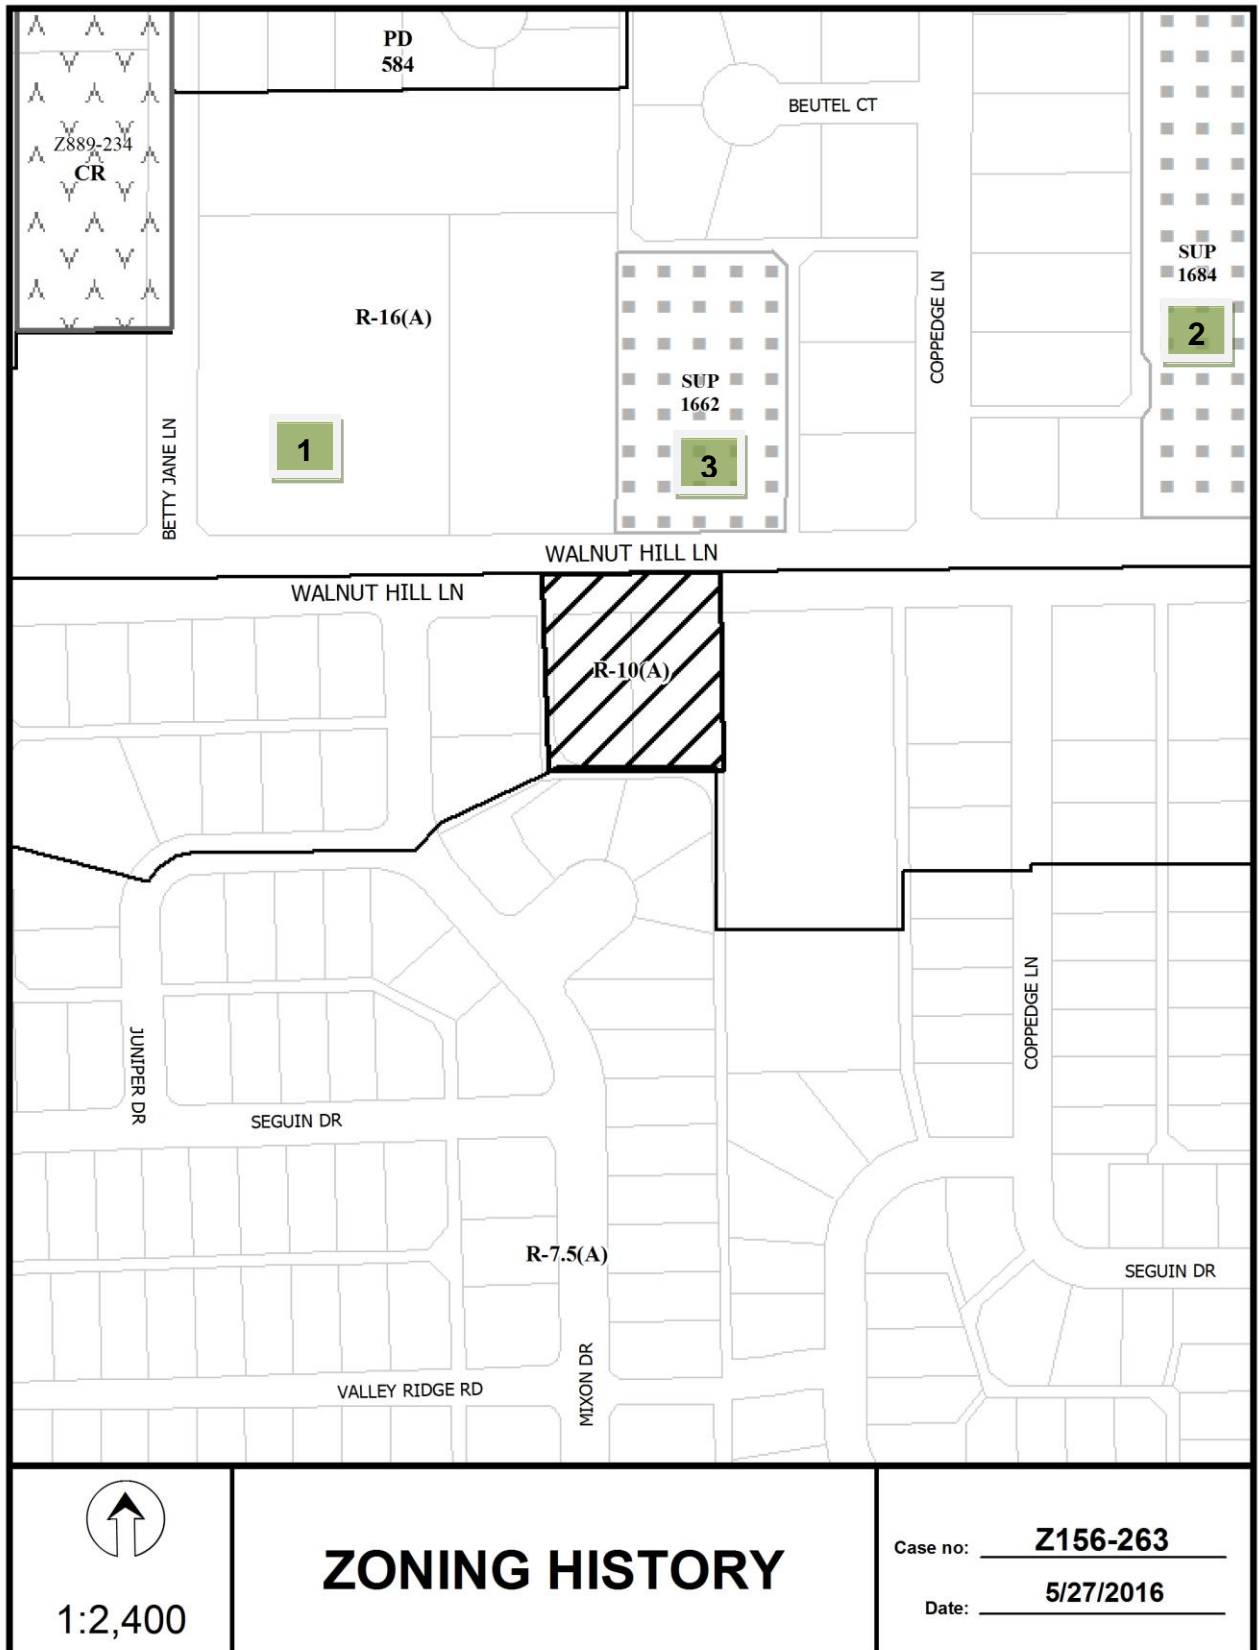 PD
584
BEUTEL CT
Z889-234
CR
SUP
1684
2
R-16(A)
COPPEDGE LN
SUP
1662
BETTY JANE LN
1
3
WALNUT HILL LN
WALNUT HILL LN
R-10(A)
JUNIPER DR
COPPEDGE LN
SEGUIN DR
R-7.5(A)
SEGUIN DR
MIXON DR
VALLEY RIDGE RD
1:2,400
ZONING HISTORY
Case no: Z156-263
Date: 5/27/2016